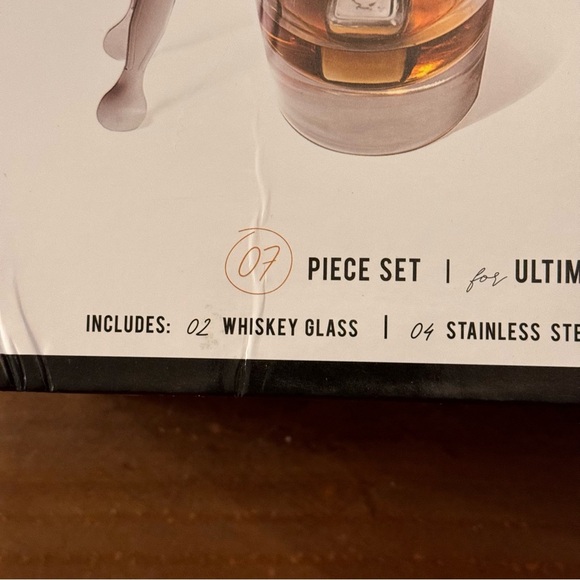 07 PIECE SET | for ULTIM
INCLUDES: 02 WHISKEY GLASS | 04 STAINLESS STE